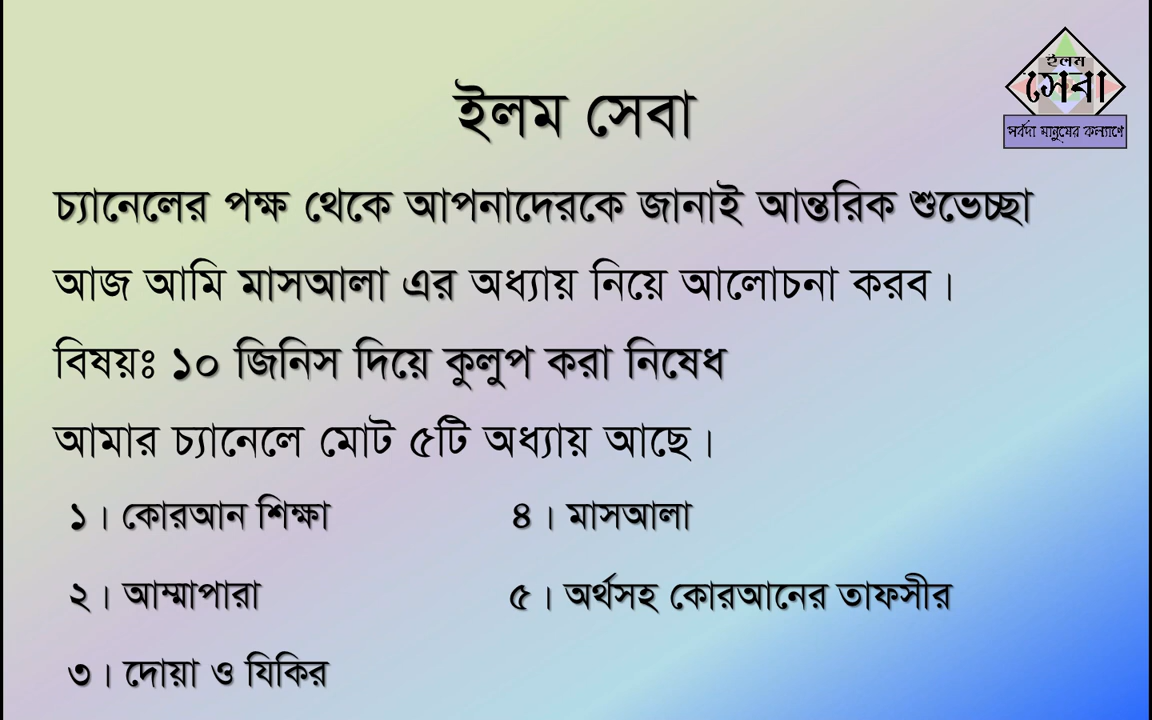 ইলম
সেবা
সর্বদা মানুষের কল্যাণে
ইলম সেবা
চ্যানেলের পক্ষ থেকে আপনাদেরকে জানাই আন্তরিক শুভেচ্ছা
আজ আমি মাসআলা এর অধ্যায় নিয়ে আলোচনা করব।
বিষয়ঃ ১০ জিনিস দিয়ে কুলুপ করা নিষেধ
আমার চ্যানেলে মোট ৫টি অধ্যায় আছে।
১। কোরআন শিক্ষা
২। আম্মাপারা
৩। দোয়া ও যিকির
৪। মাসআলা
৫। অর্থসহ কোরআনের তাফসীর